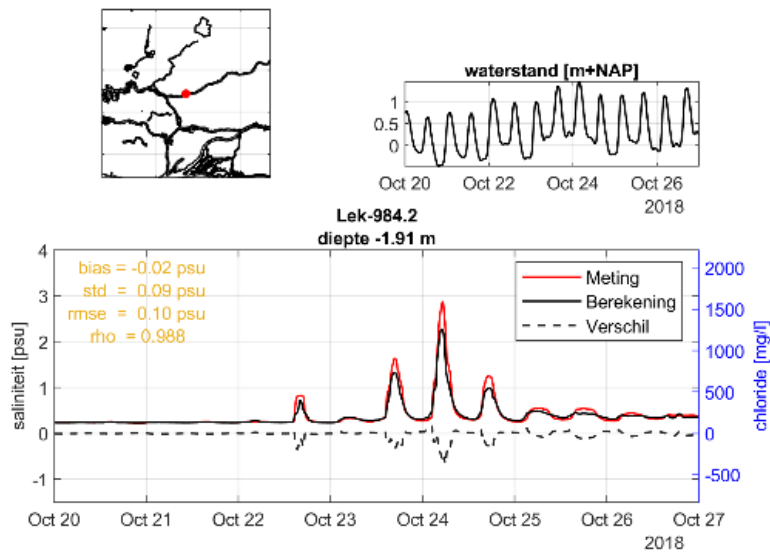 waterstand [m+NAP]
1
0.5
0
Oct 20
Oct 22
Oct 24
Oct 26
2018
Lek-984.2
diepte -1.91 m
bias = -0.02 psu
std = 0.09 psu
rmse = 0.10 psu
rho = 0.988
Meting
Berekening
Verschil
saliniteit [psu]
4
3
2
1
0
-1
chloride [mg/l]
2000
1500
1000
500
0
-500
Oct 20
Oct 21
Oct 22
Oct 23
Oct 24
Oct 25
Oct 26
Oct 27
2018